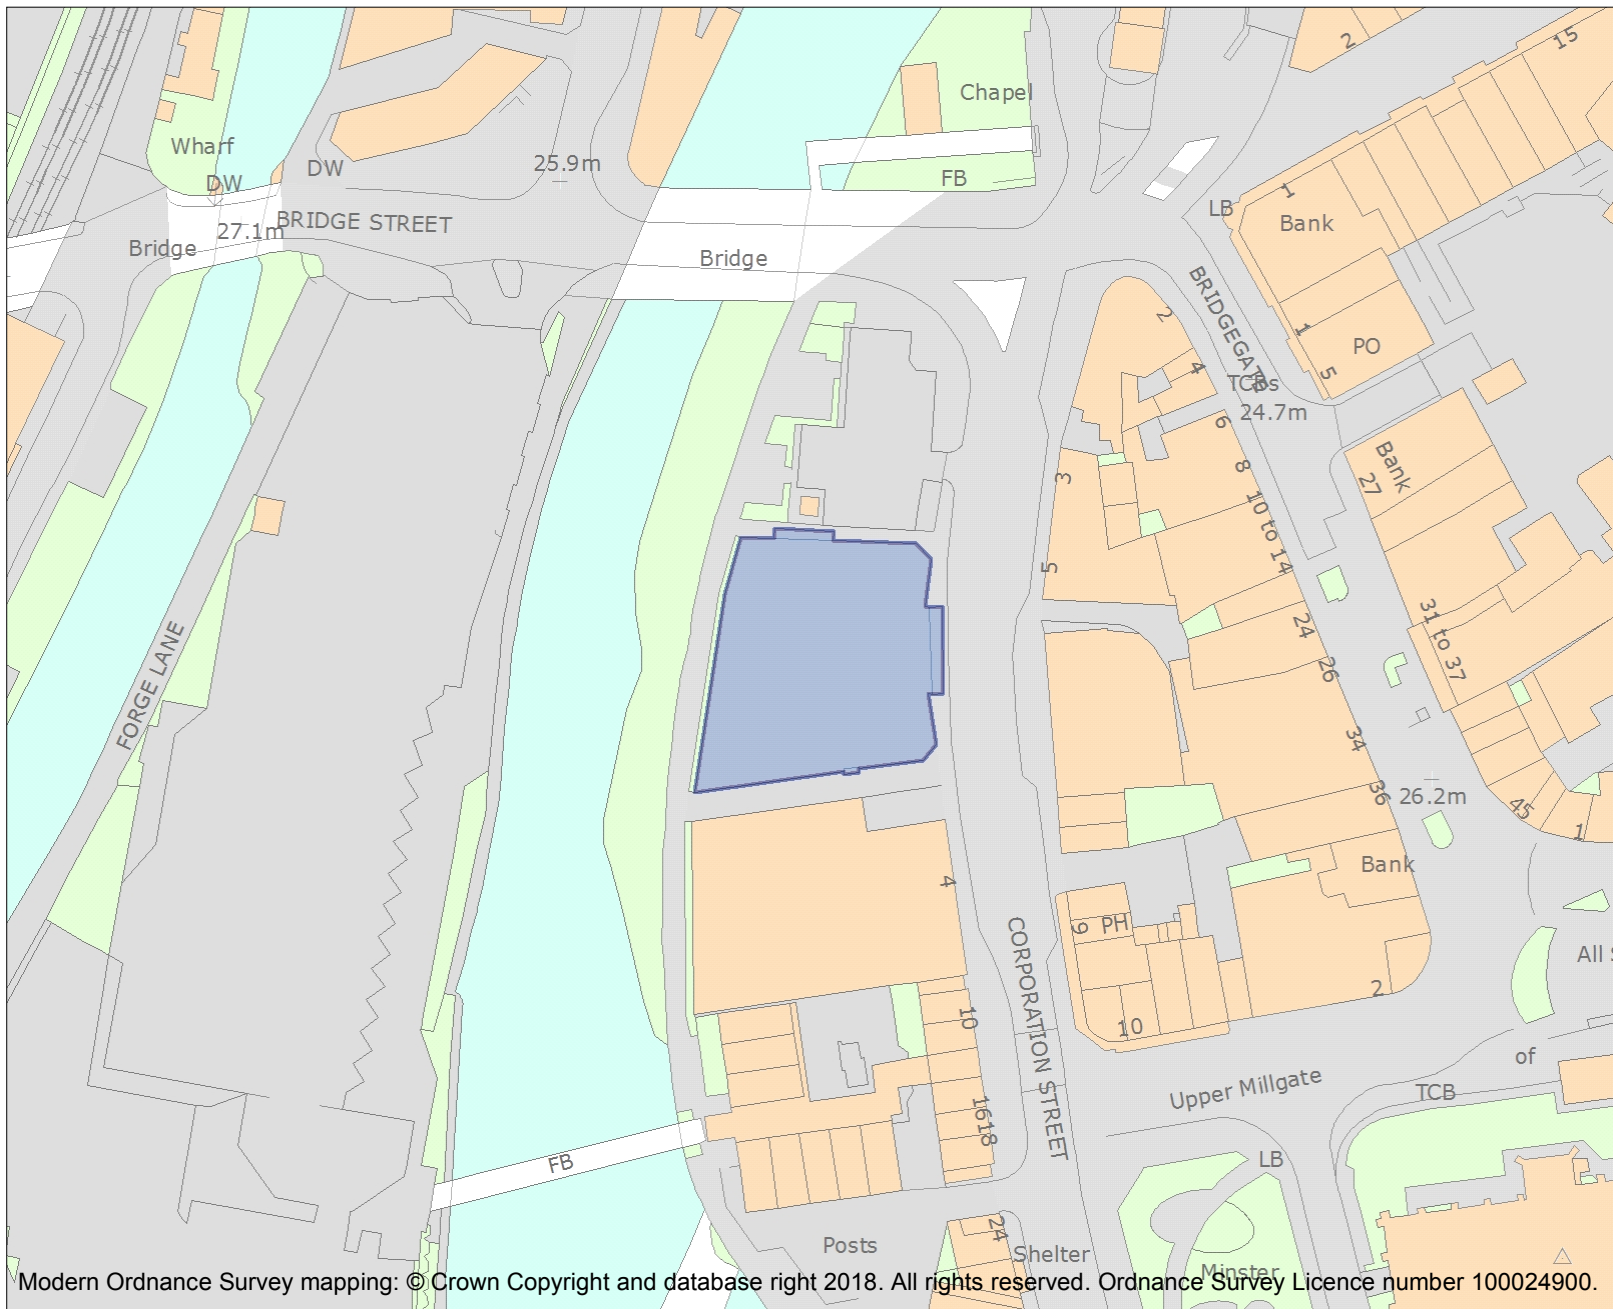 2
15
Chapel
Wharf
DW
DW
25.9m
FB
1
LB
Bank
BRIDGE STREET
27.1m
Bridge
Bridge
BRIDGEGATE
2
1
PO
5
4
TCBs
24.7m
6
Bank
27
8
3
10 to 14
5
31 to 37
24
26
FORGE LANE
34
36
26.2m
45
1
Bank
4
PH
9
CORPORATION STREET
All S
2
10
10
of
Upper Millgate
TCB
1618
FB
LB
24
Posts
Shelter
Minster
Modern Ordnance Survey mapping: © Crown Copyright and database right 2018. All rights reserved. Ordnance Survey Licence number 100024900.